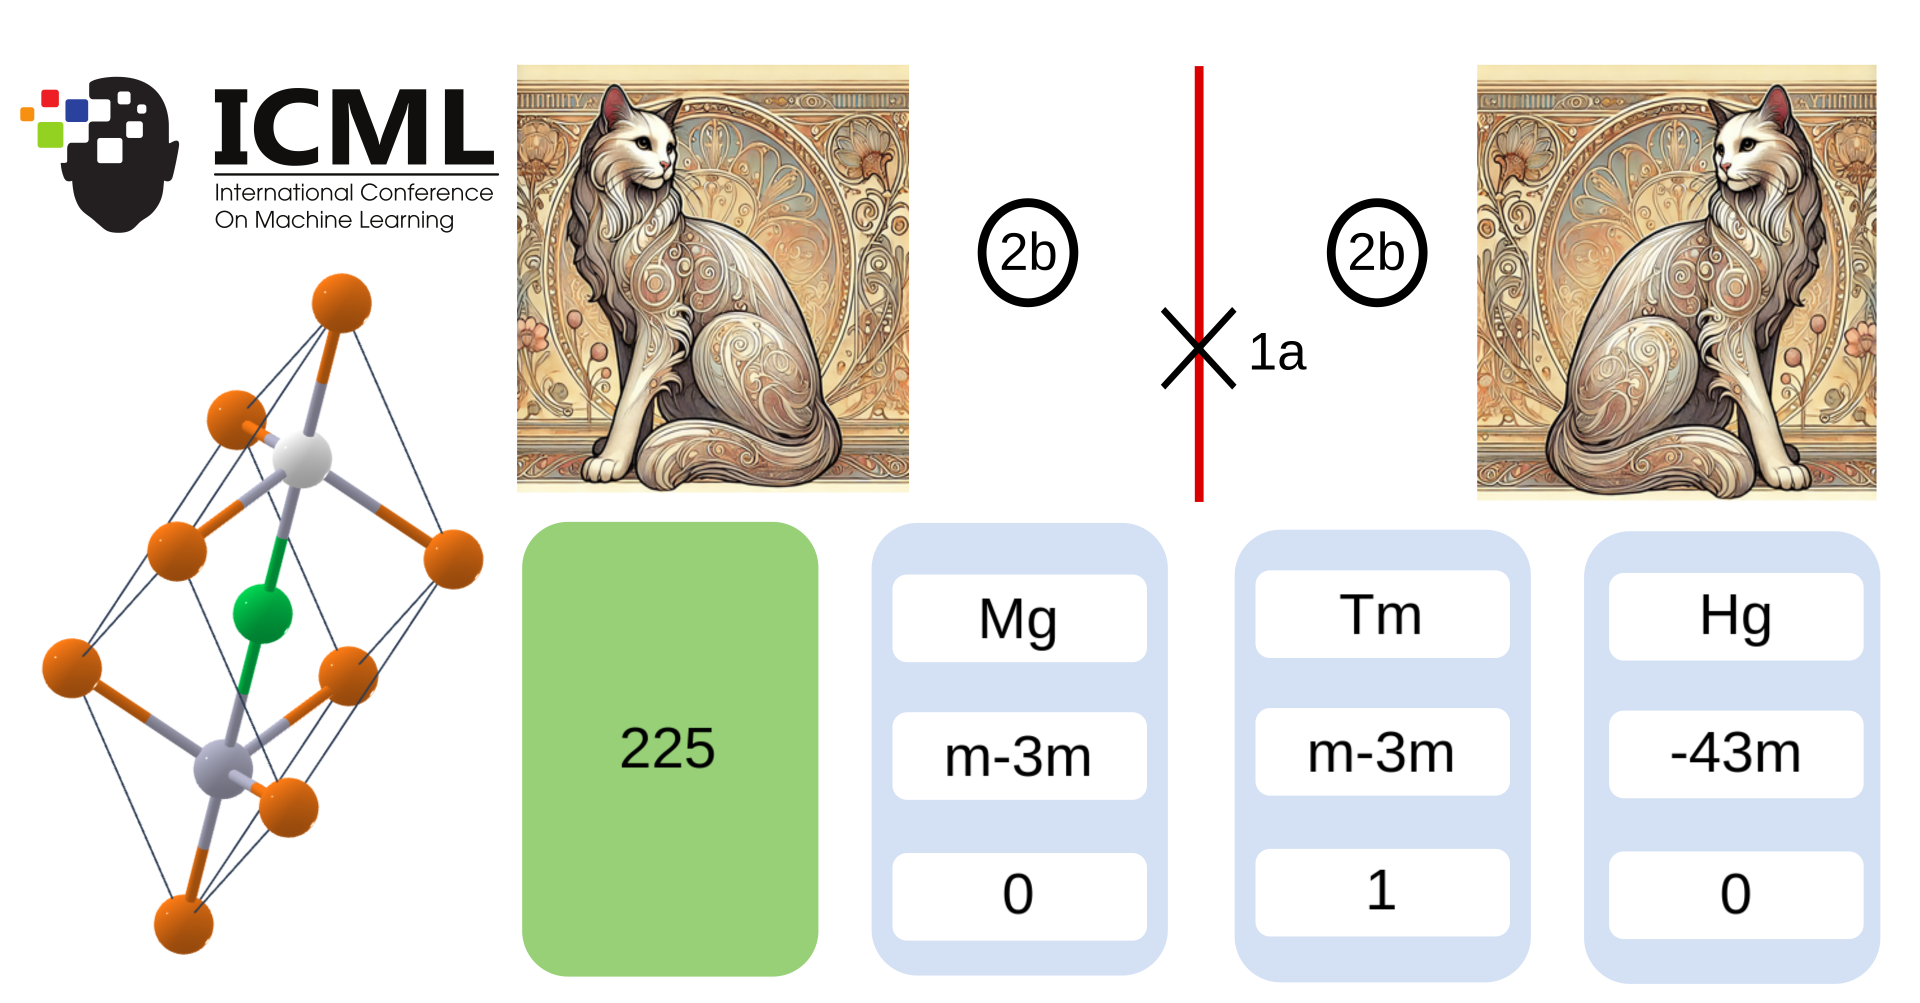 ICML
International Conference
On Machine Learning
2b
2b
1a
225
Mg
m-3m
0
Tm
m-3m
1
Hg
-43m
0